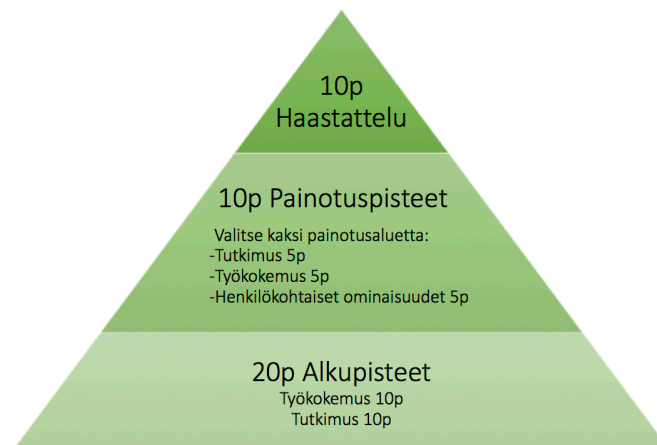 10p
Haastattelu
10p Painotuspisteet
Valitse kaksi painotusaluetta:
-Tutkimus 5p
-Työkokemus 5p
-Henkilökohtaiset ominaisuudet 5p
20p Alkupisteet
Työkokemus 10p
Tutkimus 10p